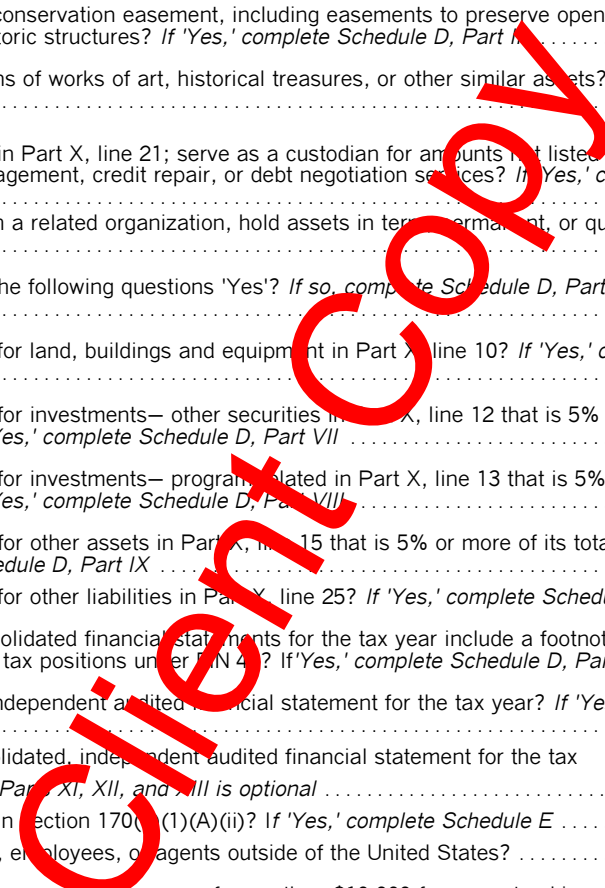 conservation easement, including easements to preserve open
toric structures? If 'Yes,' complete Schedule D, Part
ns of works of art, historical treasures, or other similar assets?
in Part X, line 21; serve as a custodian for amounts not listed
agement, credit repair, or debt negotiation services? If 'Yes,' c
n a related organization, hold assets in term, permanent, or qu
he following questions 'Yes'? If so, complete Schedule D, Part
for land, buildings and equipment in Part X, line 10? If 'Yes,' c
for investments— other securities in Part X, line 12 that is 5%
Yes,' complete Schedule D, Part VII
for investments— program related in Part X, line 13 that is 5%
Yes,' complete Schedule D, Part VIII
for other assets in Part X, line 15 that is 5% or more of its tota
edule D, Part IX
for other liabilities in Part X, line 25? If 'Yes,' complete Schedu
solidated financial statements for the tax year include a footnot
tax positions under FIN 48? If 'Yes,' complete Schedule D, Par
ndependent audited financial statement for the tax year? If 'Ye
lidated, independent audited financial statement for the tax
Parts XI, XII, and XIII is optional
n section 170(b)(1)(A)(ii)? If 'Yes,' complete Schedule E
, employees, or agents outside of the United States?
Client Copy